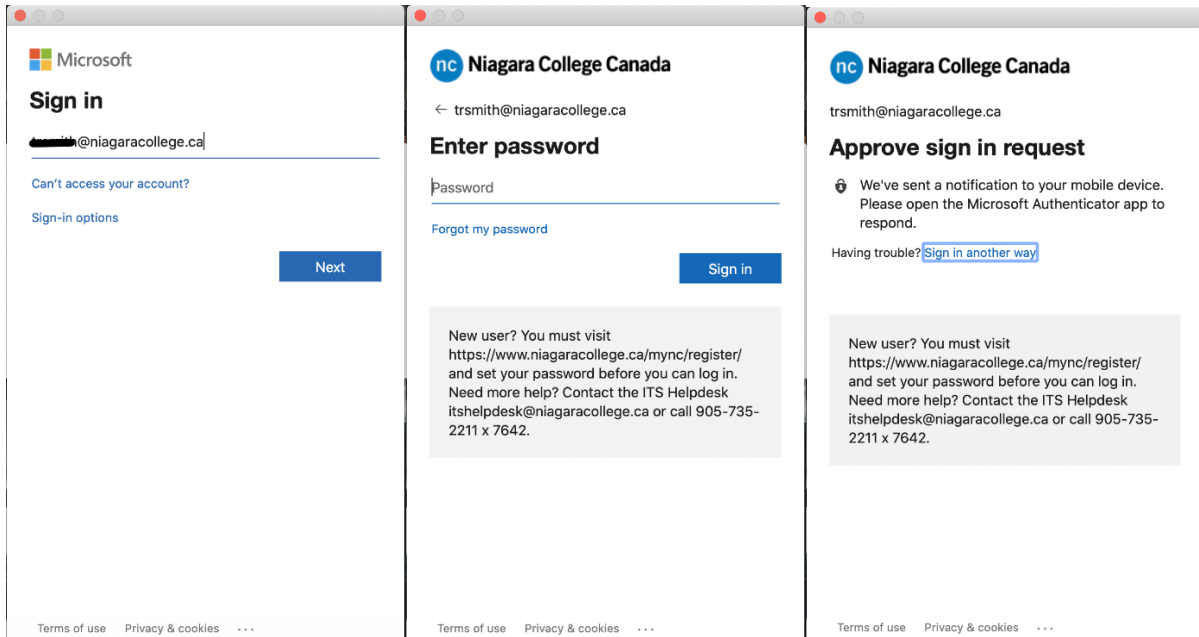 Microsoft
Sign in
@niagaracollege.ca
Can't access your account?
Sign-in options
Next
Terms of use Privacy & cookies ...
nc Niagara College Canada
← trsmith@niagaracollege.ca
Enter password
Password
Forgot my password
Sign in
New user? You must visit
https://www.niagaracollege.ca/mync/register/
and set your password before you can log in.
Need more help? Contact the ITS Helpdesk
itshelpdesk@niagaracollege.ca or call 905-735-
2211 x 7642.
Terms of use Privacy & cookies ...
nc Niagara College Canada
trsmith@niagaracollege.ca
Approve sign in request
We've sent a notification to your mobile device.
Please open the Microsoft Authenticator app to
respond.
Having trouble? Sign in another way
New user? You must visit
https://www.niagaracollege.ca/mync/register/
and set your password before you can log in.
Need more help? Contact the ITS Helpdesk
itshelpdesk@niagaracollege.ca or call 905-735-
2211 x 7642.
Terms of use Privacy & cookies ...